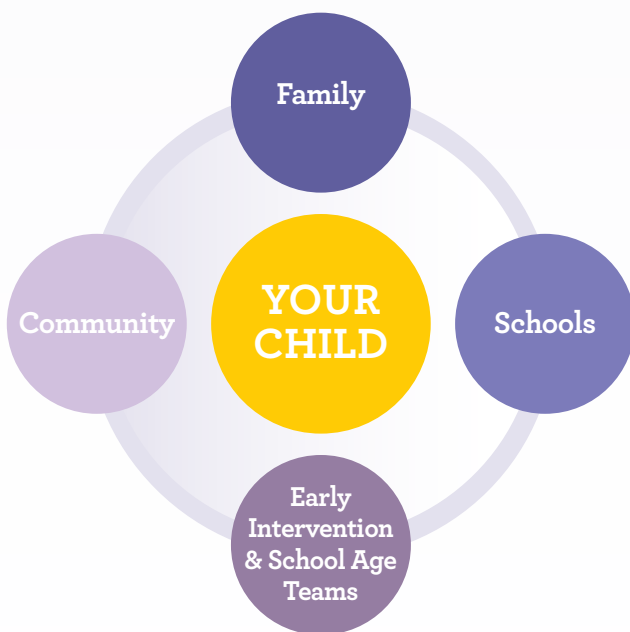 Family
Community
YOUR
CHILD
Schools
Early
Intervention
& School Age
Teams